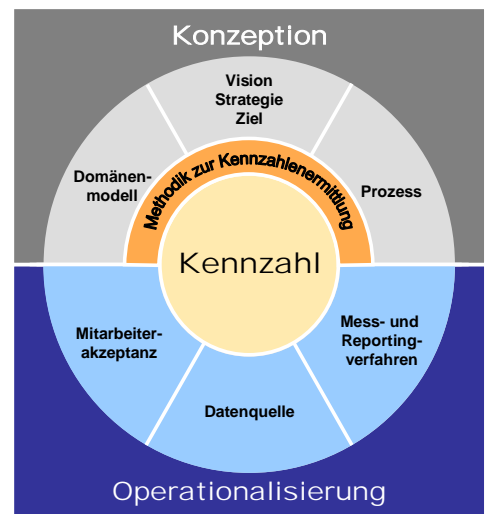 Konzeption
Vision
Strategie
Ziel
Domänen-
modell
Methodik zur Kennzahlenermittlung
Prozess
Kennzahl
Mitarbeiter-
akzeptanz
Mess- und
Reporting-
verfahren
Datenquelle
Operationalisierung